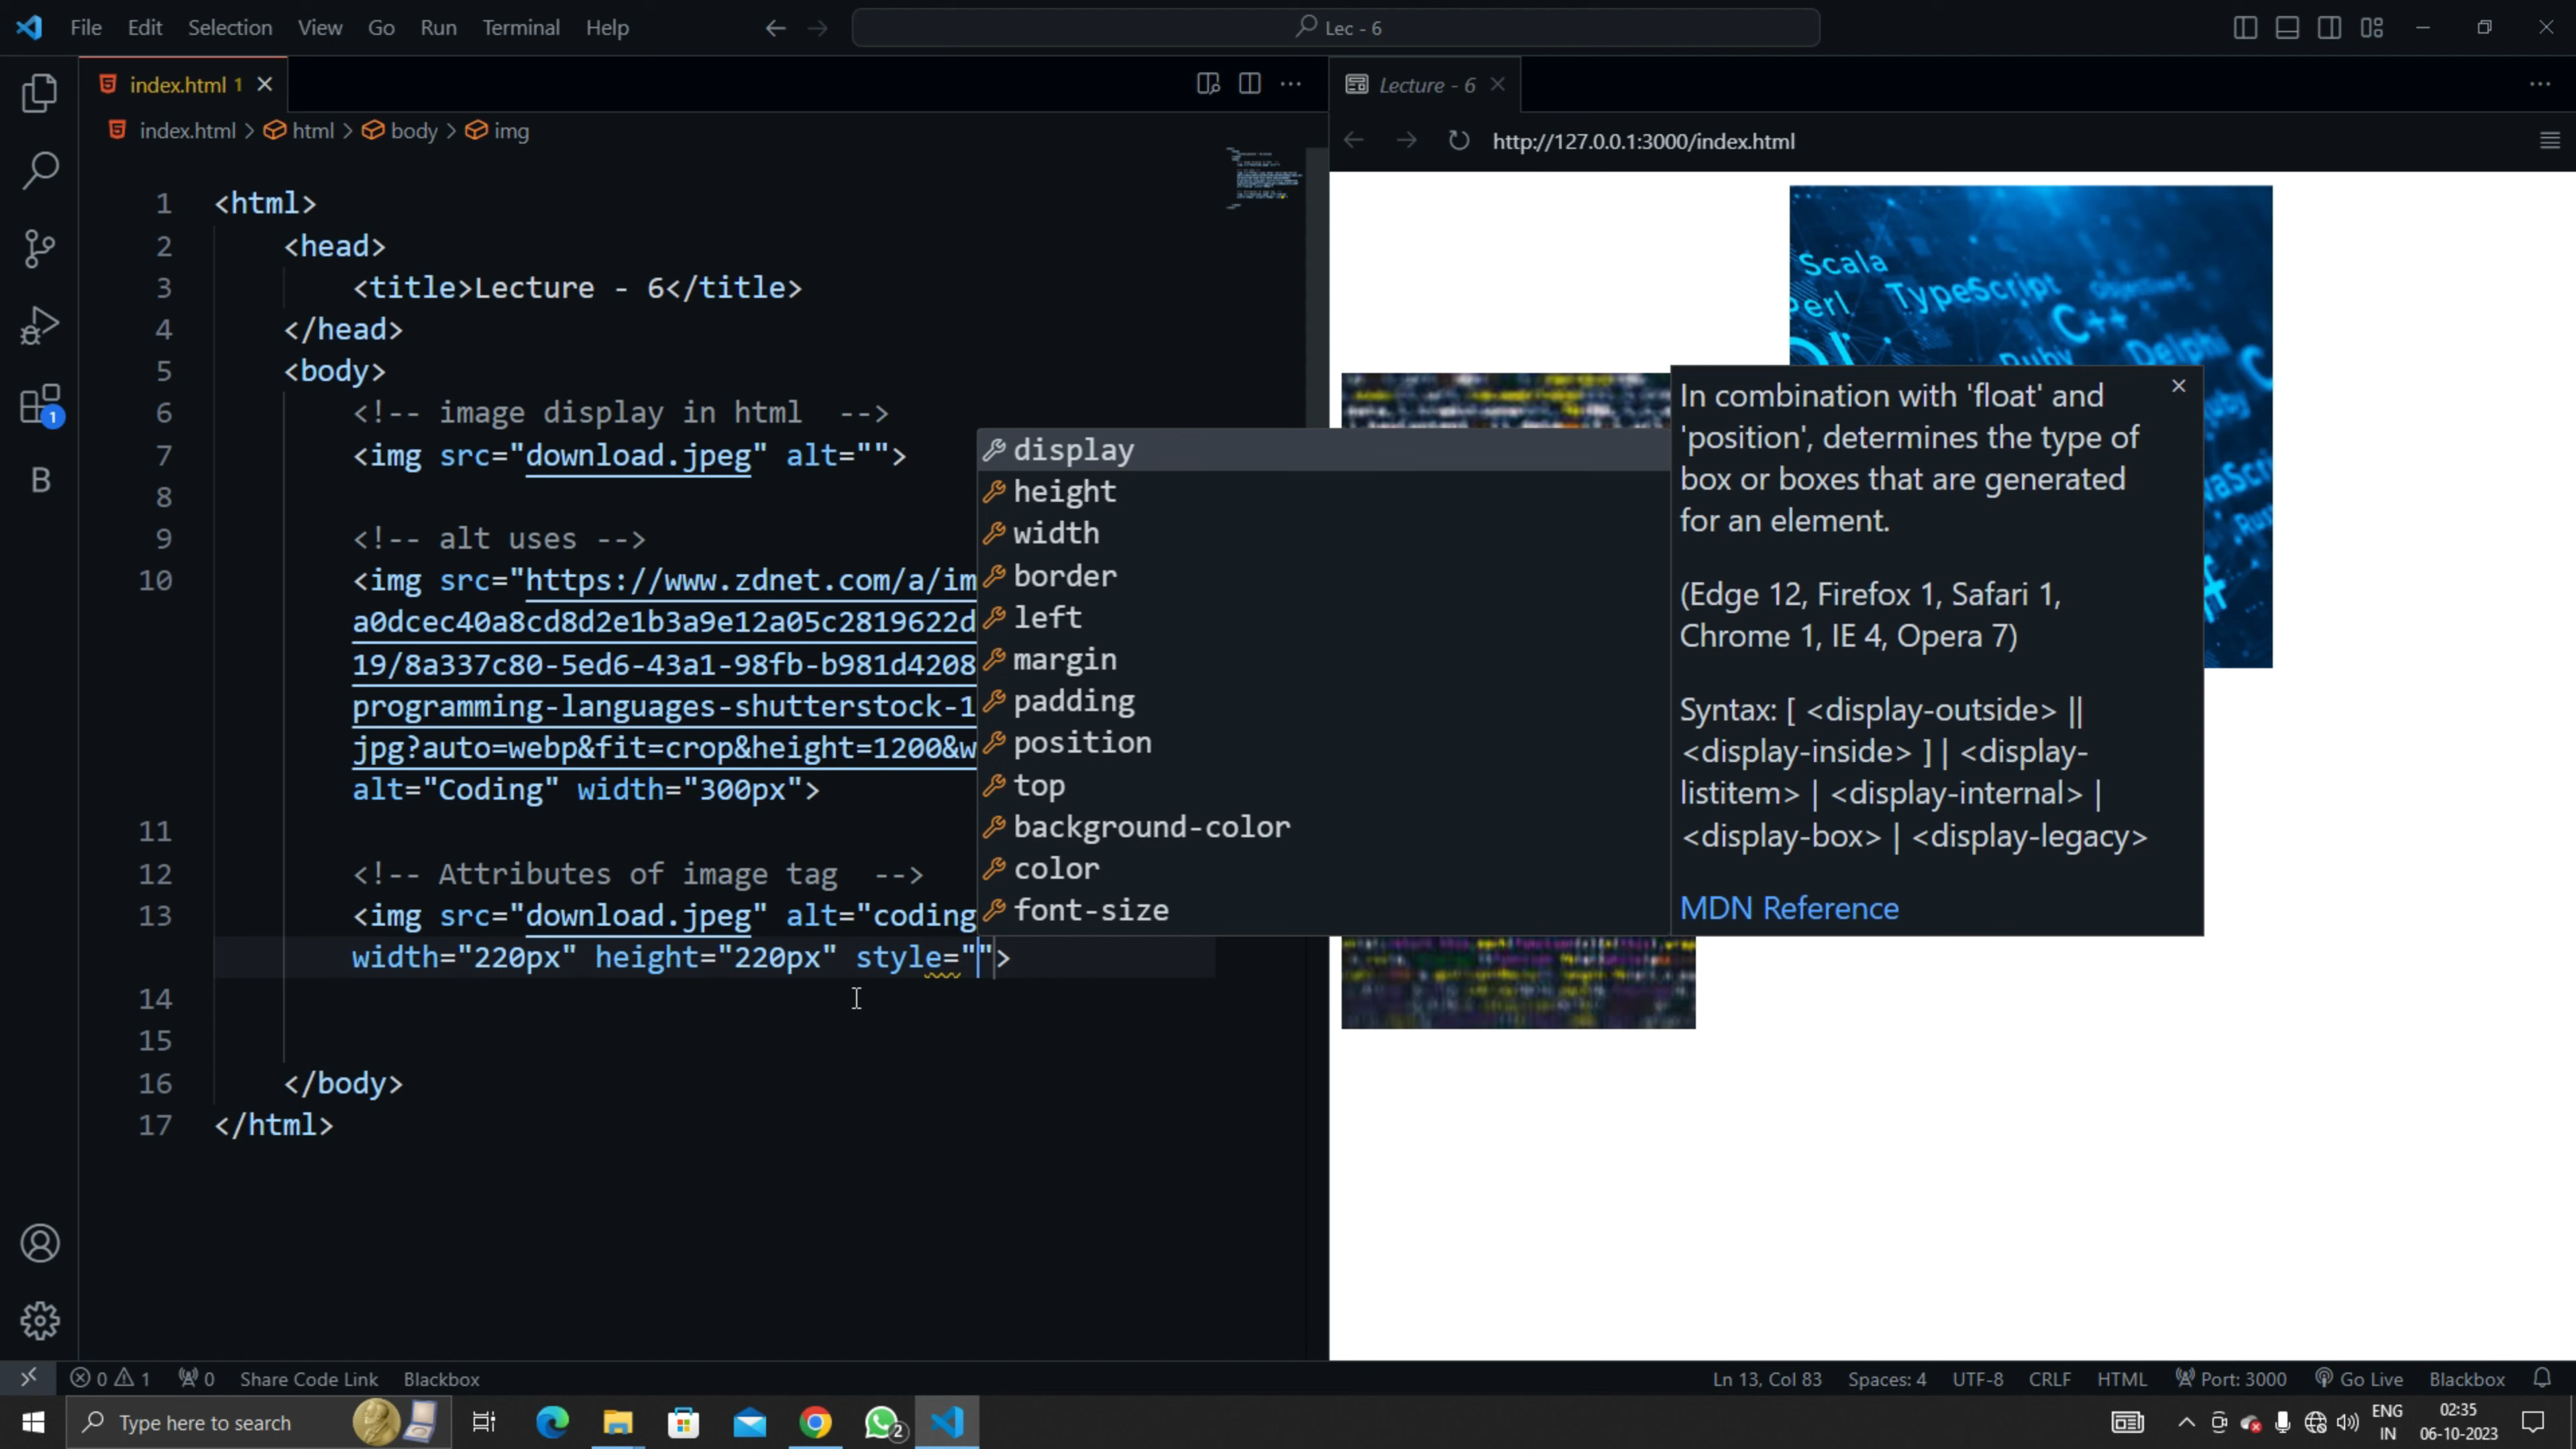 File Edit Selection View Go Run Terminal Help
Lec - 6
index.html 1
Lecture - 6
index.html > html > body > img
http://127.0.0.1:3000/index.html
1 <html>
2 <head>
3 <title>Lecture - 6</title>
4 </head>
5 <body>
6 <!-- image display in html -->
7 <img src="download.jpeg" alt="">
8
9 <!-- alt uses -->
10 <img src="https://www.zdnet.com/a/im
a0dcec40a8cd8d2e1b3a9e12a05c2819622d
19/8a337c80-5ed6-43a1-98fb-b981d4208
programming-languages-shutterstock-1
jpg?auto=webp&fit=crop&height=1200&w
alt="Coding" width="300px">
11
12 <!-- Attributes of image tag -->
13 <img src="download.jpeg" alt="coding
width="220px" height="220px" style="">
14
15
16 </body>
17 </html>
display
height
width
border
left
margin
padding
position
top
background-color
color
font-size
In combination with 'float' and
'position', determines the type of
box or boxes that are generated
for an element.
(Edge 12, Firefox 1, Safari 1,
Chrome 1, IE 4, Opera 7)
Syntax: [ <display-outside> ||
<display-inside> ] | <display-
listitem> | <display-internal> |
<display-box> | <display-legacy>
MDN Reference
Scala
Perl TypeScript
C++
Ruby Delphi
1
B
0 1 0 Share Code Link Blackbox
Ln 13, Col 83 Spaces: 4 UTF-8 CRLF HTML Port: 3000 Go Live Blackbox
Type here to search
2
ENG
IN
02:35
06-10-2023